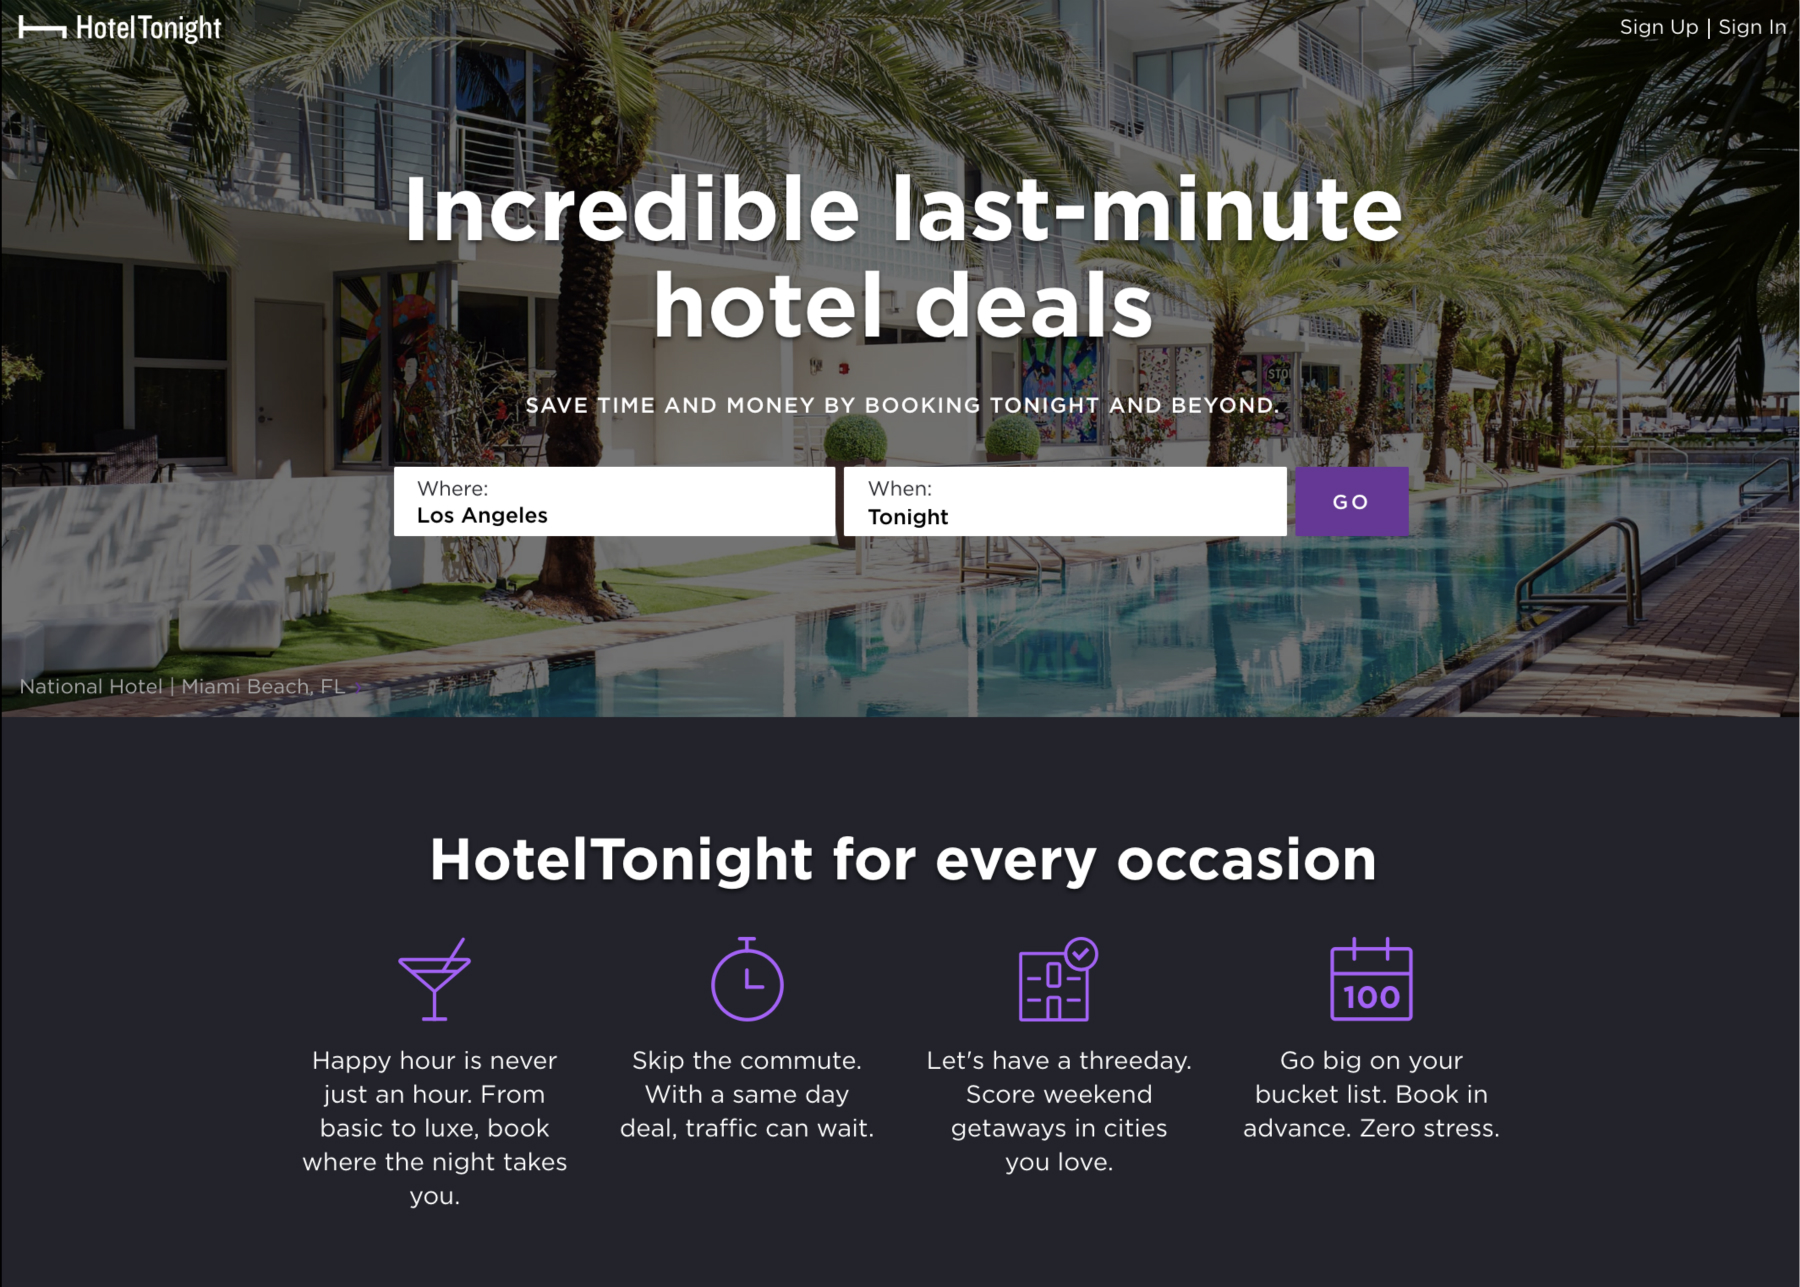 HotelTonight
Sign Up | Sign In
Incredible last-minute
hotel deals
SAVE TIME AND MONEY BY BOOKING TONIGHT AND BEYOND.
Where:
Los Angeles
When:
Tonight
GO
National Hotel | Miami Beach, FL
HotelTonight for every occasion
100
Happy hour is never
just an hour. From
basic to luxe, book
where the night takes
you.
Skip the commute.
With a same day
deal, traffic can wait.
Let's have a threeday.
Score weekend
getaways in cities
you love.
Go big on your
bucket list. Book in
advance. Zero stress.